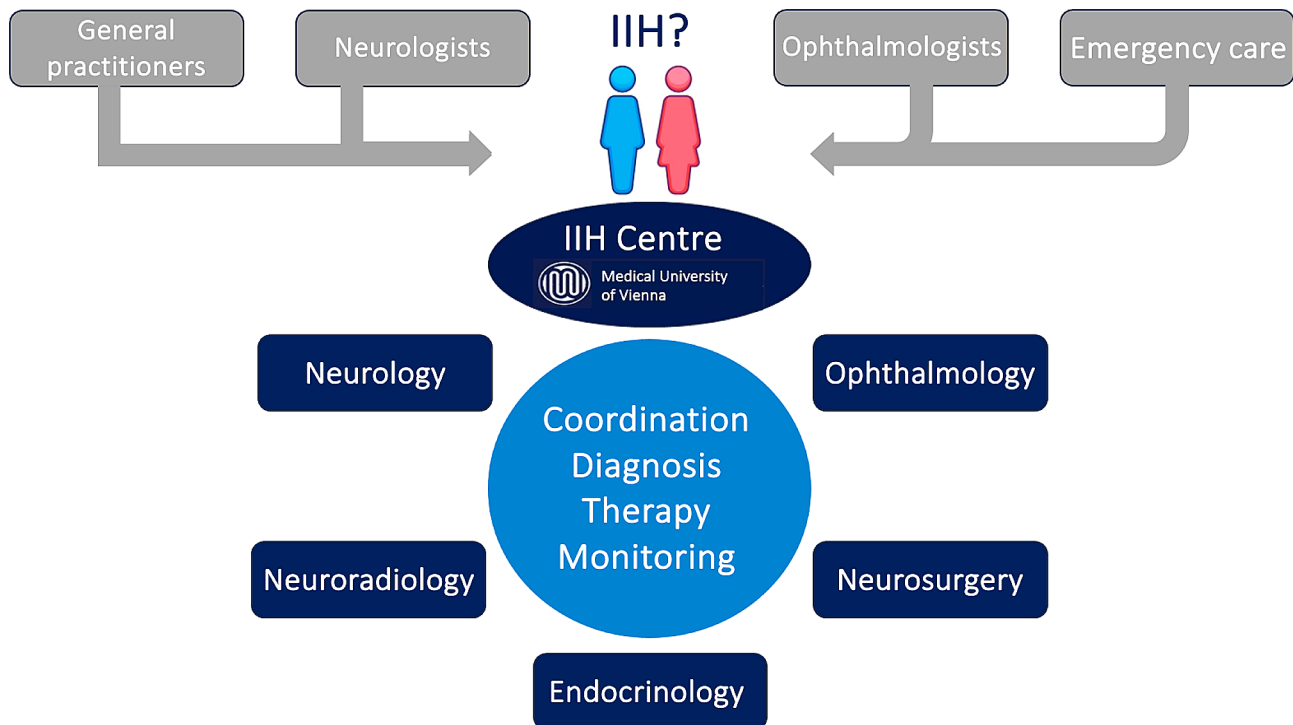 General
practitioners
Neurologists
IIH?
Ophthalmologists
Emergency care
IIH Centre
Medical University
of Vienna
Neurology
Ophthalmology
Coordination
Diagnosis
Therapy
Monitoring
Neuroradiology
Neurosurgery
Endocrinology